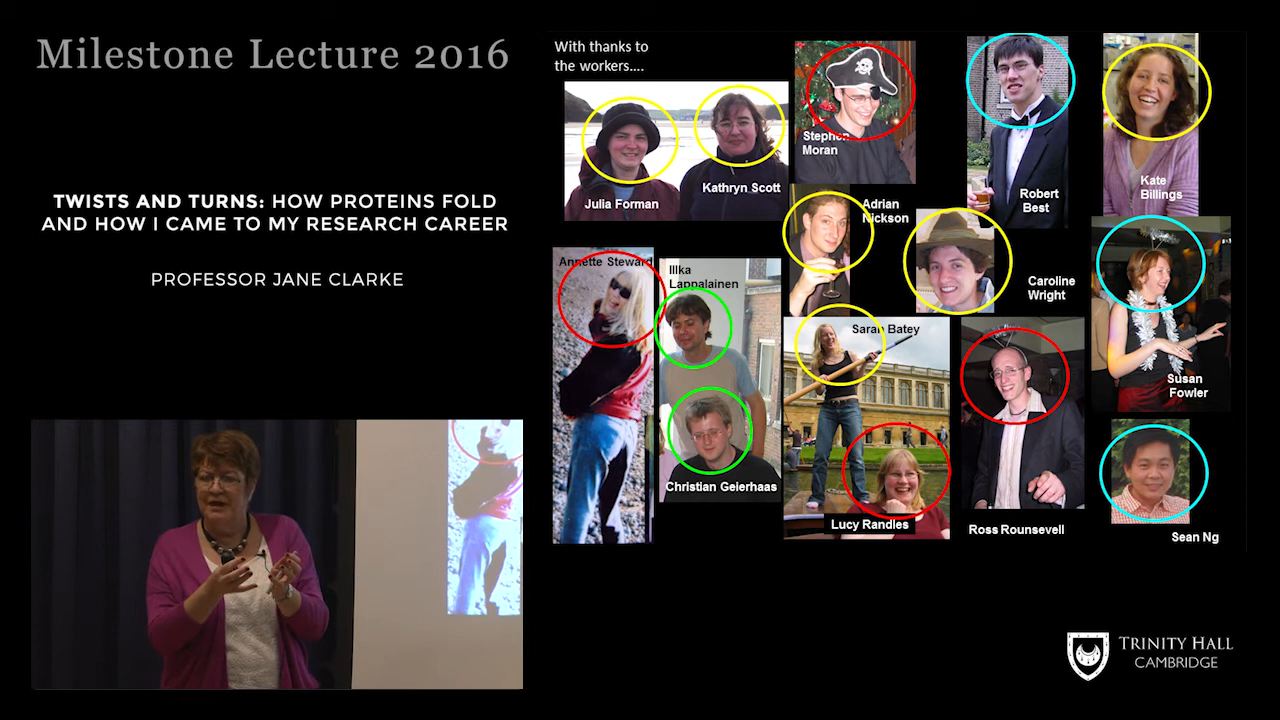 Milestone Lecture 2016
TWISTS AND TURNS: HOW PROTEINS FOLD
AND HOW I CAME TO MY RESEARCH CAREER
PROFESSOR JANE CLARKE
With thanks to
the workers....
Julia Forman
Kathryn Scott
Stephen
Moran
Robert
Best
Kate
Billings
Adrian
Nickson
Caroline
Wright
Annette Steward
Illka
Lappalainen
Sarah Batey
Susan
Fowler
Christian Geierhaas
Lucy Randles
Ross Rounsevell
Sean Ng
TRINITY HALL
CAMBRIDGE